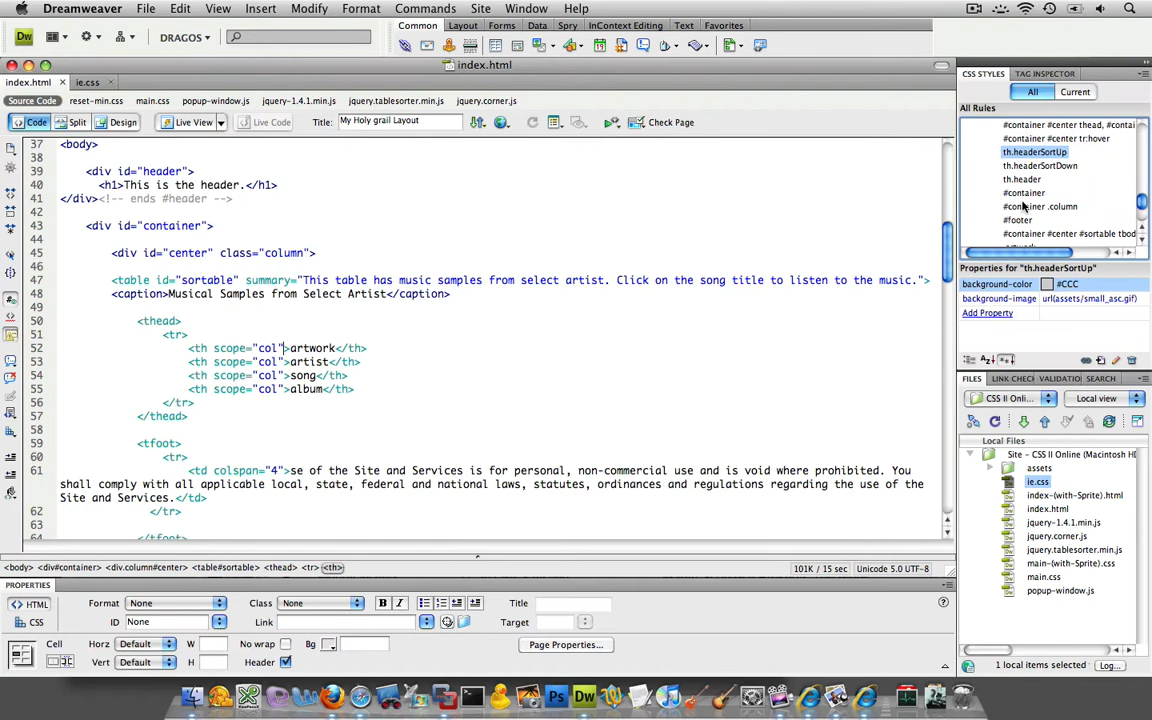 Dreamweaver File Edit View Insert Modify Format Commands Site Window Help
DRAGOS
Common Layout Forms Data Spry InContext Editing Text Favorites
index.html
index.html ie.css
Source Code reset-min.css main.css popup-window.js jquery-1.4.1.min.js jquery.tablesorter.min.js jquery.corner.js
Code Split Design Live View Live Code Title: My Holy grail Layout Check Page
37 <body>
38
39 <div id="header">
40 <h1>This is the header.</h1>
41 </div><!-- ends #header -->
42
43 <div id="container">
44
45 <div id="center" class="column">
46
47 <table id="sortable" summary="This table has music samples from select artist. Click on the song title to listen to the music.">
48 <caption>Musical Samples from Select Artist</caption>
49
50 <thead>
51 <tr>
52 <th scope="col">artwork</th>
53 <th scope="col">artist</th>
54 <th scope="col">song</th>
55 <th scope="col">album</th>
56 </tr>
57 </thead>
58
59 <tfoot>
60 <tr>
61 <td colspan="4">se of the Site and Services is for personal, non-commercial use and is void where prohibited. You
shall comply with all applicable local, state, federal and national laws, statutes, ordinances and regulations regarding the use of the
Site and Services.</td>
62 </tr>
63
64 </tfoot>
<body> <div#container> <div.column#center> <table#sortable> <thead> <tr> <th>
101K / 15 sec Unicode 5.0 UTF-8
PROPERTIES
HTML Format None Class None B I Title
CSS ID None Link Target
Cell Horz Default W No wrap Bg Page Properties...
Vert Default H Header
CSS STYLES TAG INSPECTOR
All Current
All Rules
#container #center thead, #contai
#container #center tr:hover
th.headerSortUp
th.headerSortDown
th.header
#container
#container .column
#footer
#container #center #sortable tbod
Properties for "th.headerSortUp"
background-color #CCC
background-image url(assets/small_asc.gif)
Add Property
FILES LINK CHECK VALIDATIO SEARCH
CSS II Onli... Local view
Local Files
Site - CSS II Online (Macintosh HD
assets
ie.css
index-(with-Sprite).html
index.html
jquery-1.4.1.min.js
jquery.corner.js
jquery.tablesorter.min.js
main-(with-Sprite).css
main.css
popup-window.js
1 local items selected Log...